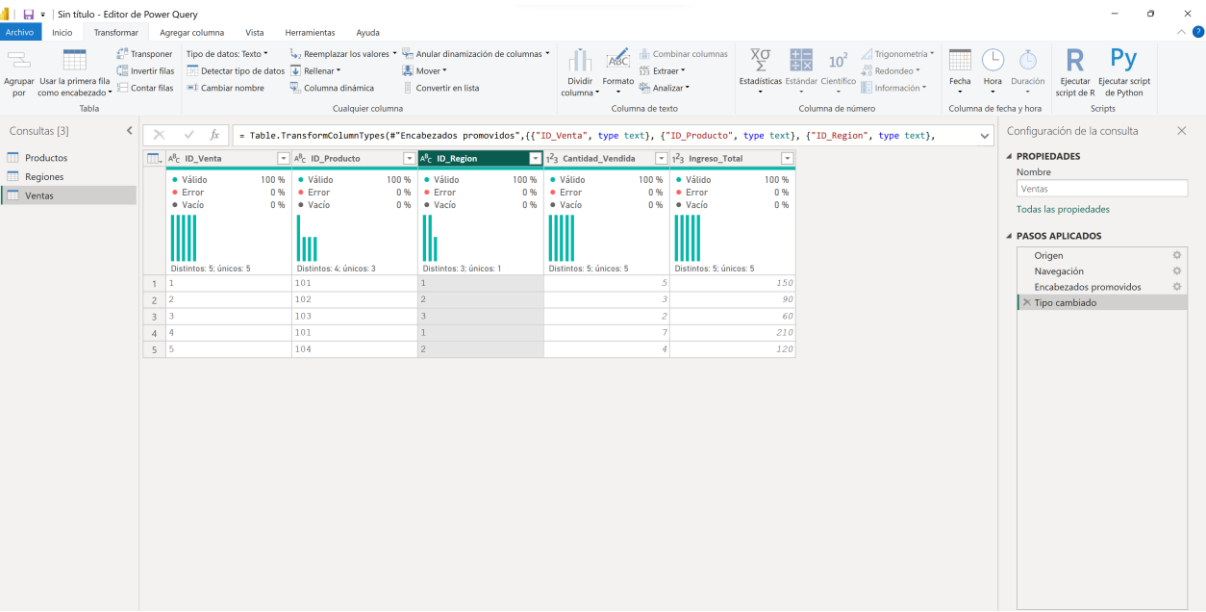 Sin título - Editor de Power Query
Archivo Inicio Transformar Agregar columna Vista Herramientas Ayuda
Agrupar por
Usar la primera fila como encabezado
Transponer
Invertir filas
Contar filas
Tabla
Tipo de datos: Texto
Detectar tipo de datos
Cambiar nombre
Reemplazar los valores
Rellenar
Columna dinámica
Anular dinamización de columnas
Mover
Convertir en lista
Cualquier columna
Dividir columna
Formato
ABC
Combinar columnas
Extraer
Analizar
Columna de texto
Estadísticas
Estándar
Científico
10²
Trigonometría
Redondeo
Información
Columna de número
Fecha
Hora
Duración
Columna de fecha y hora
R
Ejecutar script de R
Py
Ejecutar script de Python
Scripts
Consultas [3]
Productos
Regiones
Ventas
fx = Table.TransformColumnTypes(#"Encabezados promovidos",{{"ID_Venta", type text}, {"ID_Producto", type text}, {"ID_Region", type text},
ABC ID_Venta ABC ID_Producto ABC ID_Region 123 Cantidad_Vendida 123 Ingreso_Total
Válido 100 % Válido 100 % Válido 100 % Válido 100 % Válido 100 %
Error 0 % Error 0 % Error 0 % Error 0 % Error 0 %
Vacío 0 % Vacío 0 % Vacío 0 % Vacío 0 % Vacío 0 %
Distintos: 5; únicos: 5 Distintos: 4; únicos: 3 Distintos: 3; únicos: 1 Distintos: 5; únicos: 5 Distintos: 5; únicos: 5
1 1 101 1 5 150
2 2 102 2 3 90
3 3 103 3 2 60
4 4 101 1 7 210
5 5 104 2 4 120
Configuración de la consulta
PROPIEDADES
Nombre
Ventas
Todas las propiedades
PASOS APLICADOS
Origen
Navegación
Encabezados promovidos
Tipo cambiado